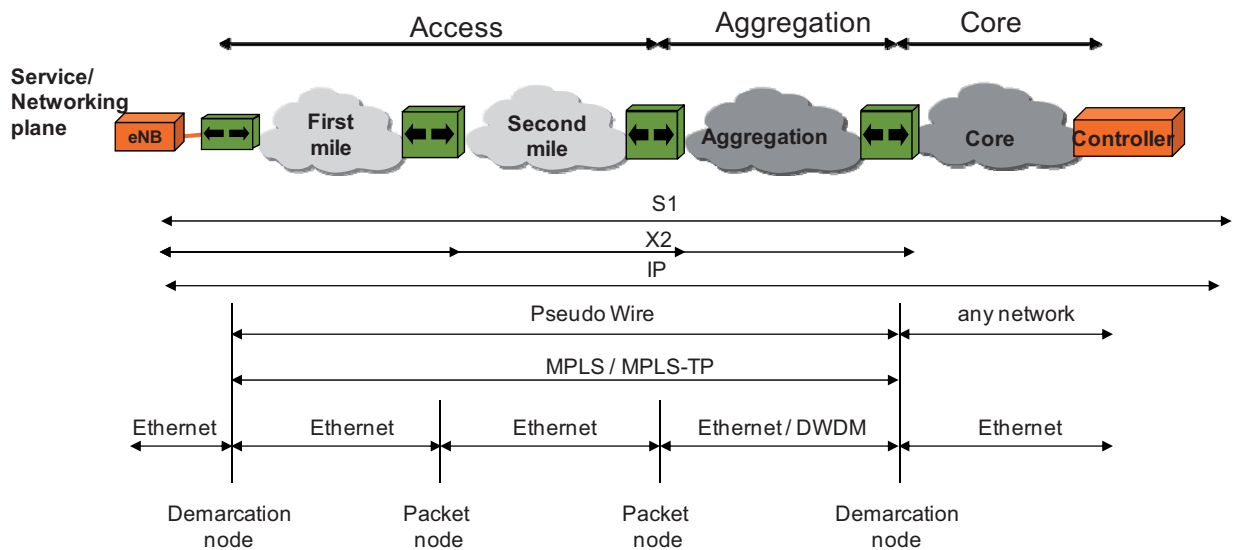 Access
Aggregation
Core
Service/
Networking
plane
eNB
First
mile
Second
mile
Aggregation
Core
Controller
S1
X2
IP
Pseudo Wire
any network
MPLS / MPLS-TP
Ethernet
Ethernet
Ethernet
Ethernet / DWDM
Ethernet
Demarcation
node
Packet
node
Packet
node
Demarcation
node